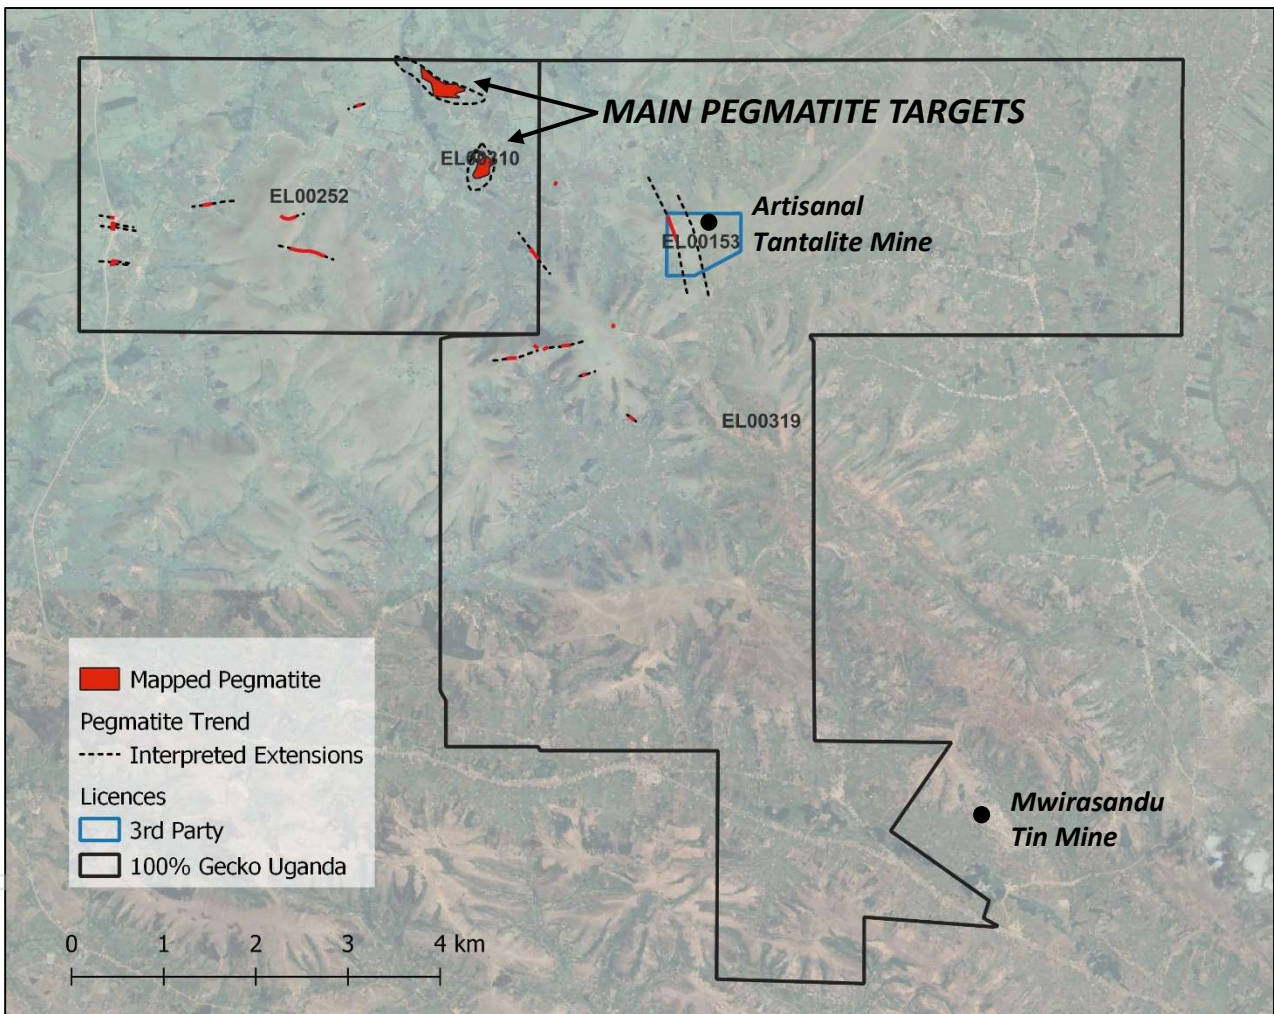 MAIN PEGMATITE TARGETS
EL00310
EL00252
Artisanal
Tantalite Mine
EL00153
EL00319
Mapped Pegmatite
Pegmatite Trend
Interpreted Extensions
Licences
3rd Party
100% Gecko Uganda
Mwirasandu
Tin Mine
0 1 2 3 4 km